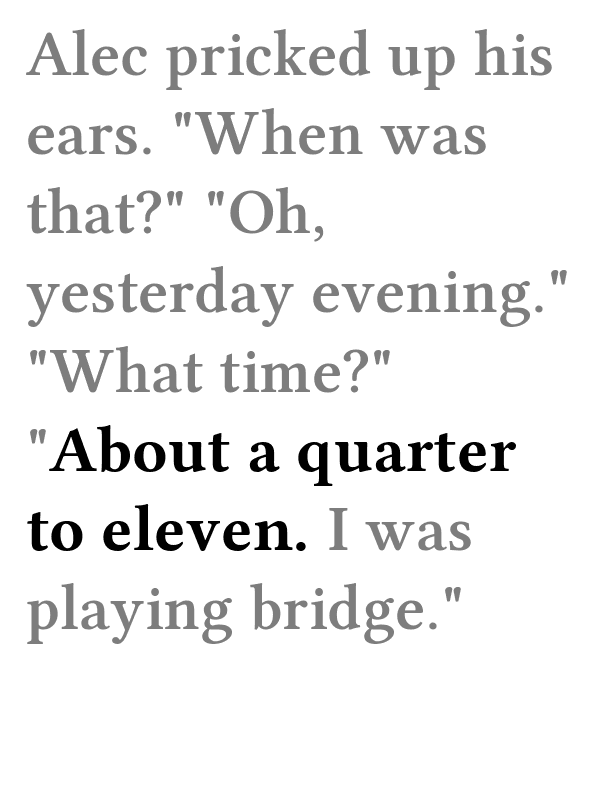 Alec pricked up his
ears. "When was
that?" "Oh,
yesterday evening."
"What time?"
"About a quarter
to eleven. I was
playing bridge."